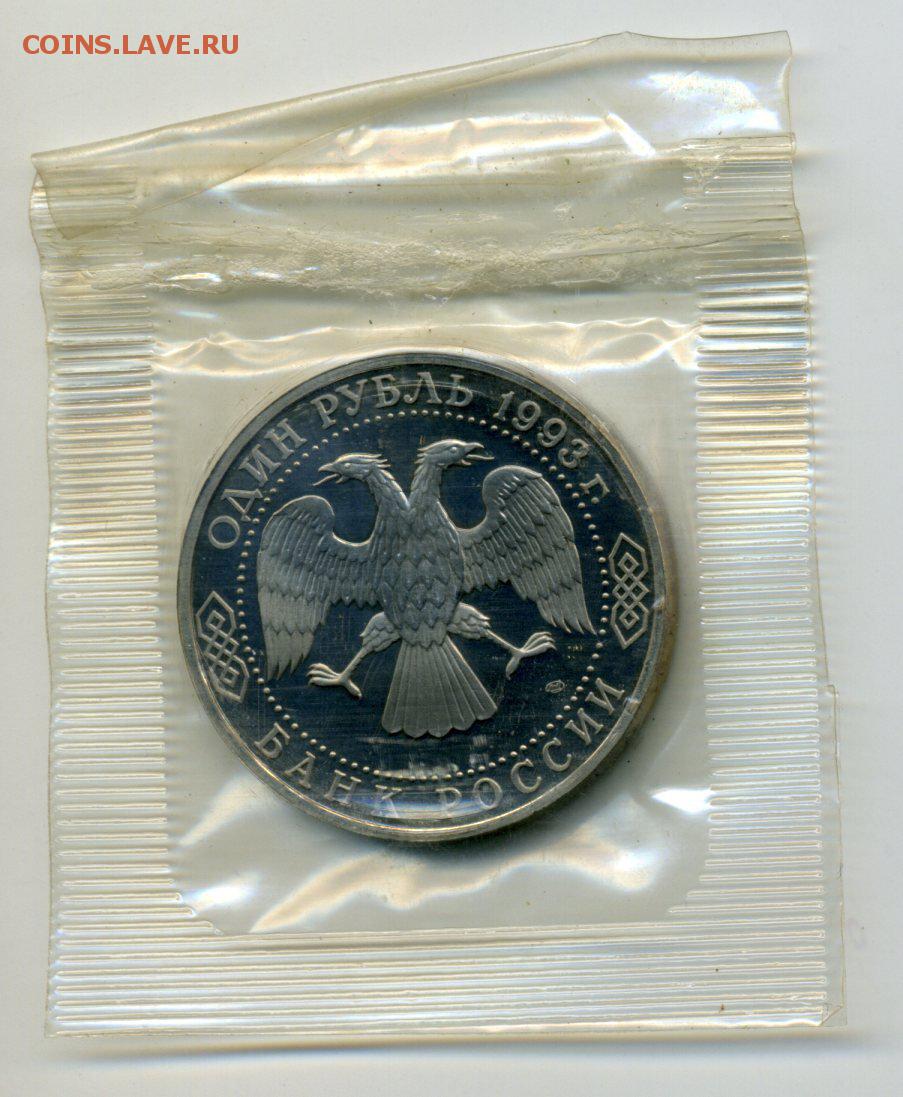 COINS.LAVE.RU
ОДИН РУБЛЬ 1993 г.
БАНК РОССИИ